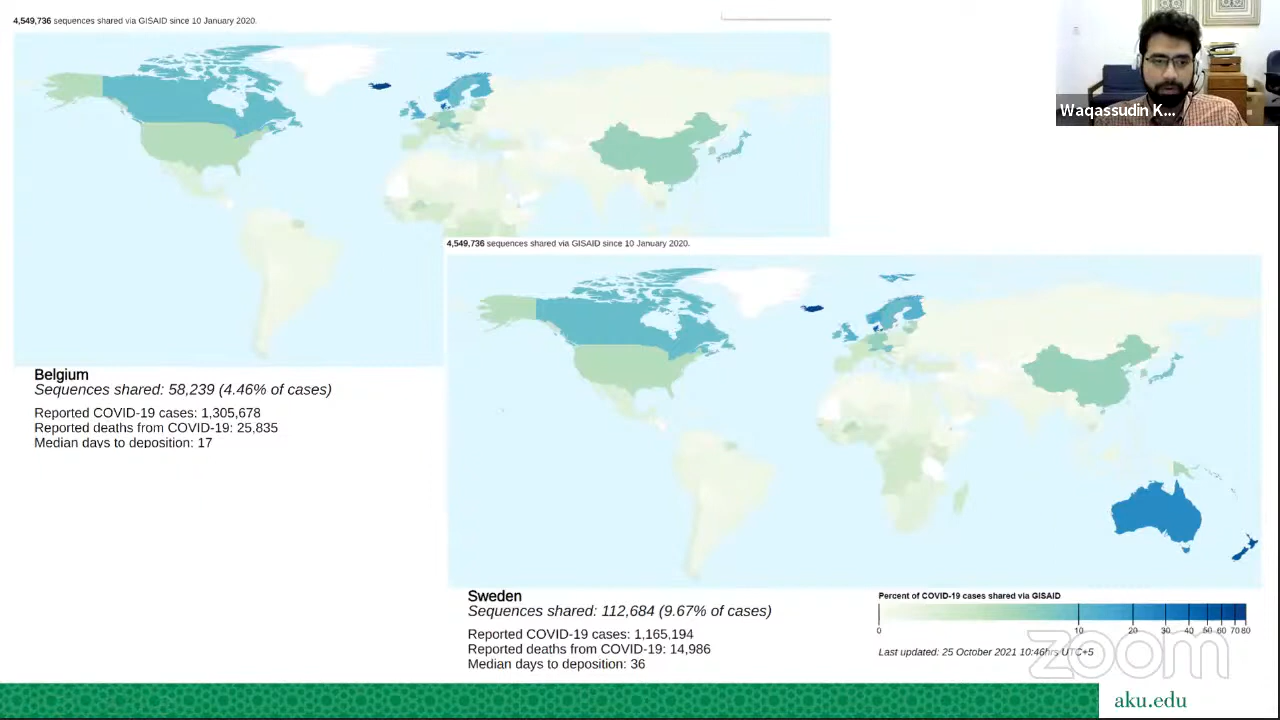 4,549,736 sequences shared via GISAID since 10 January 2020.
Waqassudin K...
4,549,736 sequences shared via GISAID since 10 January 2020.
Belgium
Sequences shared: 58,239 (4.46% of cases)
Reported COVID-19 cases: 1,305,678
Reported deaths from COVID-19: 25,835
Median days to deposition: 17
Sweden
Sequences shared: 112,684 (9.67% of cases)
Reported COVID-19 cases: 1,165,194
Reported deaths from COVID-19: 14,986
Median days to deposition: 36
Percent of COVID-19 cases shared via GISAID
0 10 20 30 40 50 60 70 80
Last updated: 25 October 2021 10:46hrs UTC+5
zoom
aku.edu